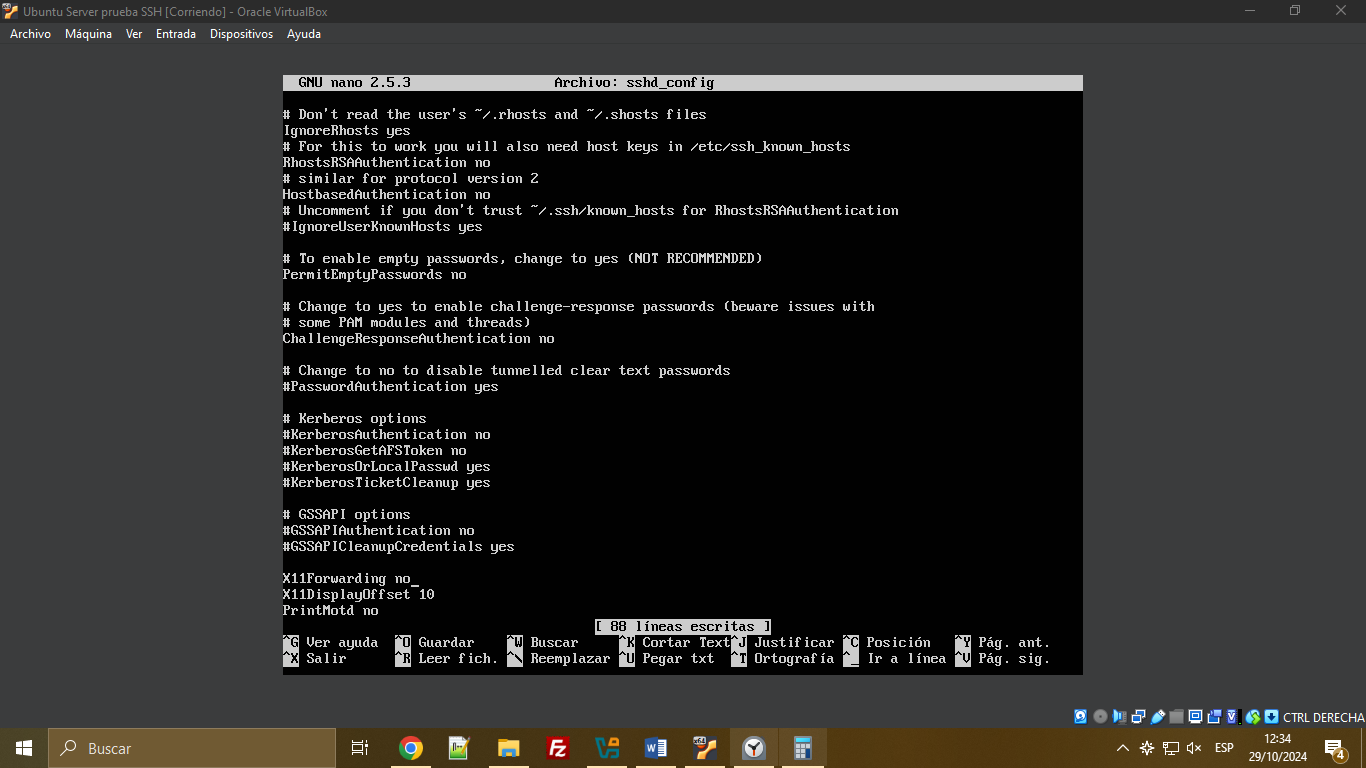 Ubuntu Server prueba SSH [Corriendo] - Oracle VirtualBox
Archivo Máquina Ver Entrada Dispositivos Ayuda
GNU nano 2.5.3 Archivo: sshd_config
# Don't read the user's ~/.rhosts and ~/.shosts files
IgnoreRhosts yes
# For this to work you will also need host keys in /etc/ssh_known_hosts
RhostsRSAAuthentication no
# similar for protocol version 2
HostbasedAuthentication no
# Uncomment if you don't trust ~/.ssh/known_hosts for RhostsRSAAuthentication
#IgnoreUserKnownHosts yes
# To enable empty passwords, change to yes (NOT RECOMMENDED)
PermitEmptyPasswords no
# Change to yes to enable challenge-response passwords (beware issues with
# some PAM modules and threads)
ChallengeResponseAuthentication no
# Change to no to disable tunnelled clear text passwords
#PasswordAuthentication yes
# Kerberos options
#KerberosAuthentication no
#KerberosGetAFSToken no
#KerberosOrLocalPasswd yes
#KerberosTicketCleanup yes
# GSSAPI options
#GSSAPIAuthentication no
#GSSAPICleanupCredentials yes
X11Forwarding no_
X11DisplayOffset 10
PrintMotd no
[ 88 líneas escritas ]
^G Ver ayuda ^O Guardar ^W Buscar ^K Cortar Text ^J Justificar ^C Posición ^Y Pág. ant.
^X Salir ^R Leer fich. ^\ Reemplazar ^U Pegar txt ^T Ortografía ^_ Ir a línea ^V Pág. sig.
CTRL DERECHA
Buscar
ESP
12:34
29/10/2024
4